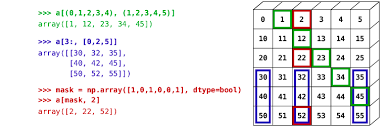 >>> a[(0,1,2,3,4), (1,2,3,4,5)]
array([1, 12, 23, 34, 45])
>>> a[3:, [0,2,5]]
array([[30, 32, 35],
[40, 42, 45],
[50, 52, 55]])
>>> mask = np.array([1,0,1,0,0,1], dtype=bool)
>>> a[mask, 2]
array([2, 22, 52])
0 1 2 3 4 5
10 11 12 13 14 15
20 21 22 23 24 25
30 31 32 33 34 35
40 41 42 43 44 45
50 51 52 53 54 55